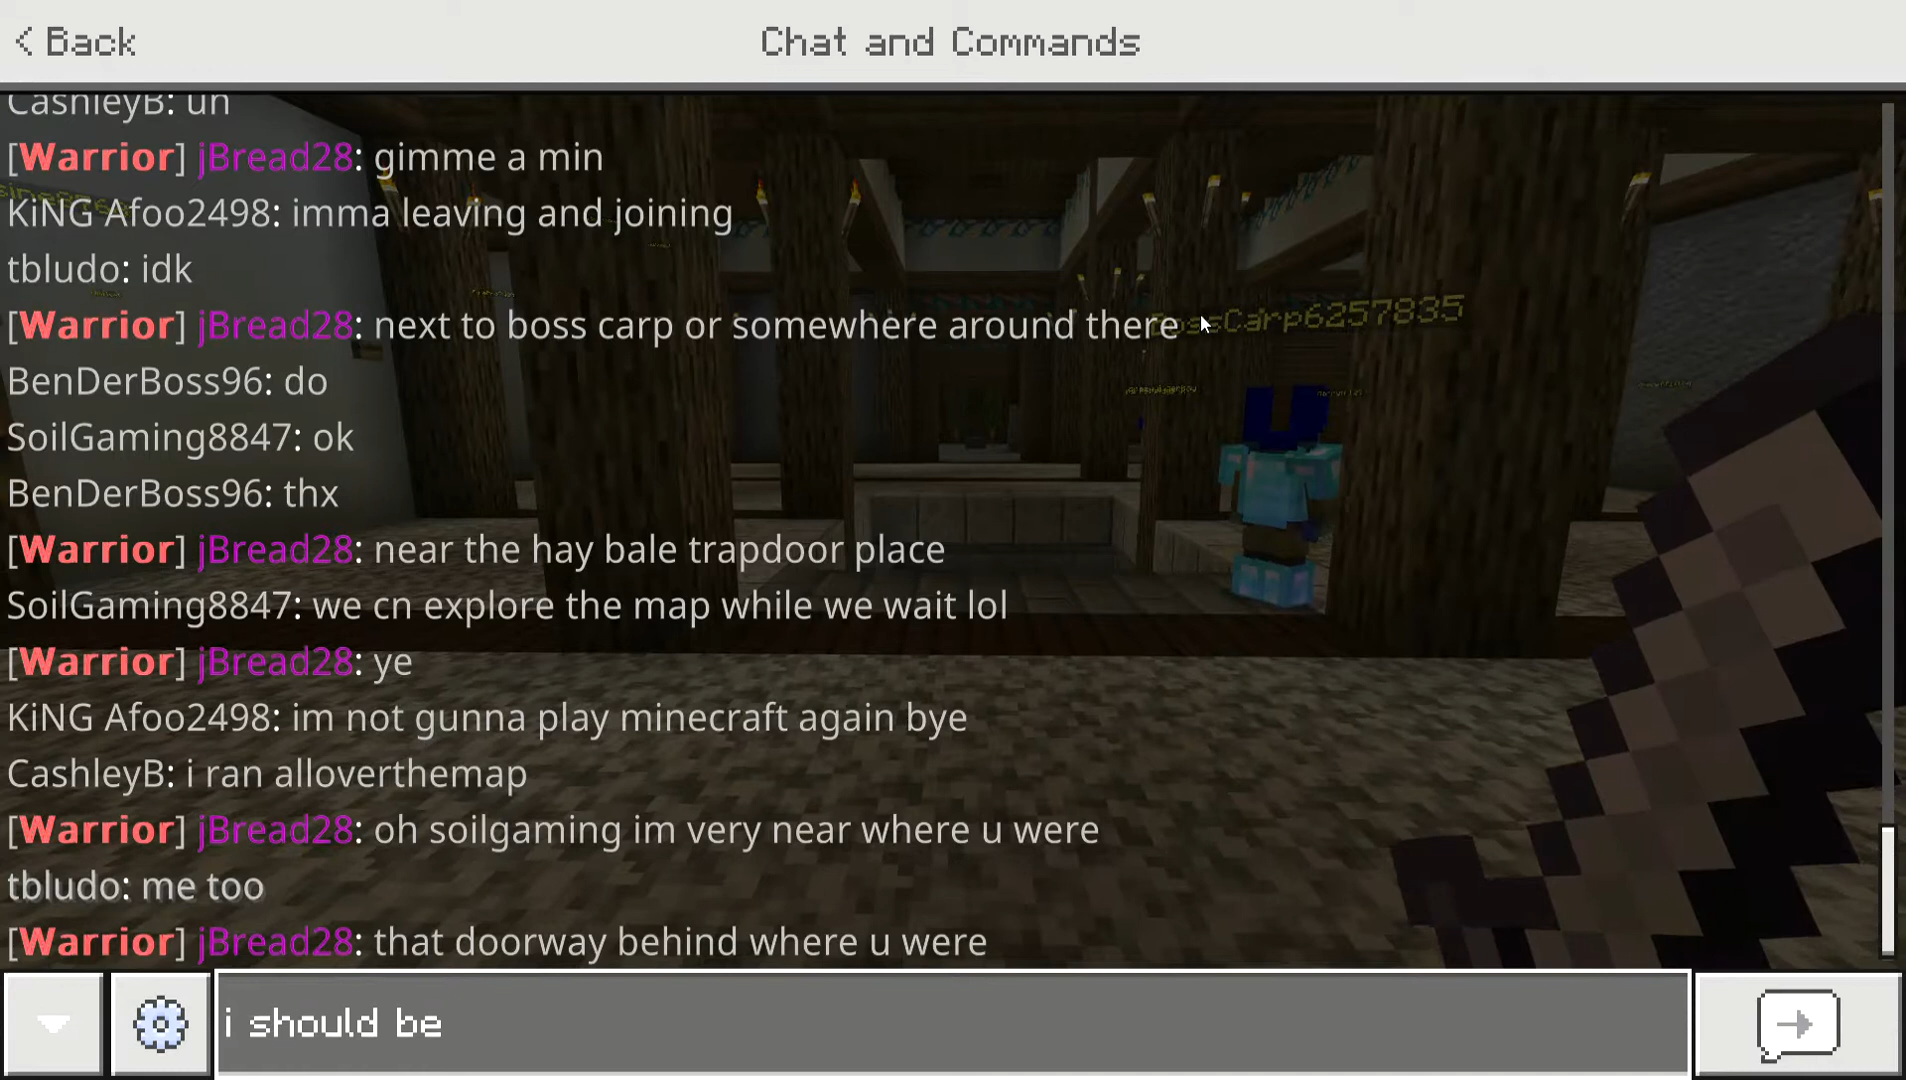 < Back
Chat and Commands
CashleyB: uh
[Warrior] jBread28: gimme a min
KiNG Afoo2498: imma leaving and joining
tbludo: idk
[Warrior] jBread28: next to boss carp or somewhere around there
BossCarp6257835
BenDerBoss96: do
SoilGaming8847: ok
BenDerBoss96: thx
[Warrior] jBread28: near the hay bale trapdoor place
SoilGaming8847: we cn explore the map while we wait lol
[Warrior] jBread28: ye
KiNG Afoo2498: im not gunna play minecraft again bye
CashleyB: i ran alloverthemap
[Warrior] jBread28: oh soilgaming im very near where u were
tbludo: me too
[Warrior] jBread28: that doorway behind where u were
i should be